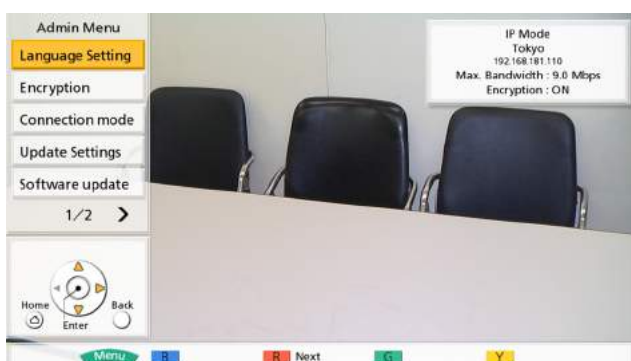 Admin Menu
Language Setting
Encryption
Connection mode
Update Settings
Software update
1/2
IP Mode
Tokyo
192.168.181.110
Max. Bandwidth : 9.0 Mbps
Encryption : ON
Home
Back
Enter
Menu
B
R Next
G
Y